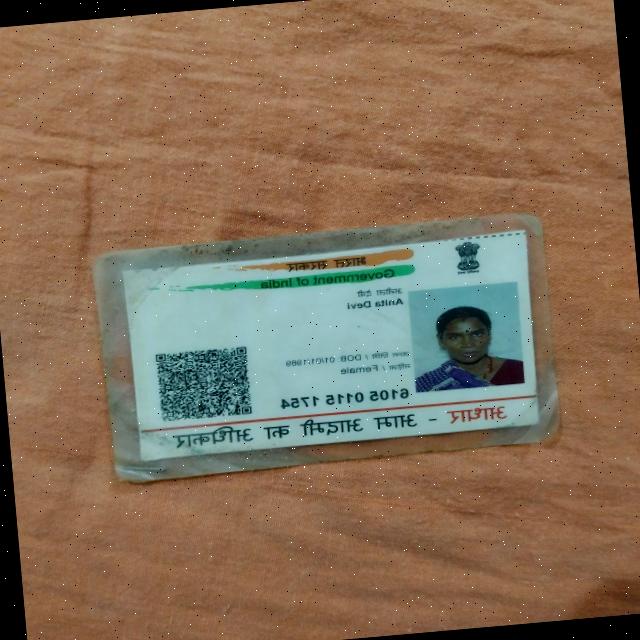 भारत सरकार
Government of India
अनीता देवी
Anita Devi
जन्म तिथि / DOB: 01/01/1989
महिला / Female
6105 0115 1754
आधार - आम आदमी का अधिकार